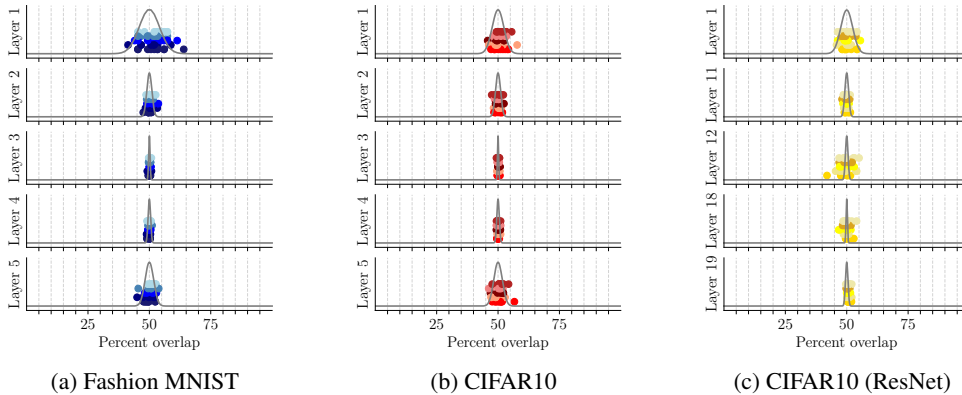 Layer 1
Layer 2
Layer 3
Layer 4
Layer 5
25 50 75
Percent overlap
(a) Fashion MNIST
Layer 1
Layer 2
Layer 3
Layer 4
Layer 5
25 50 75
Percent overlap
(b) CIFAR10
Layer 1
Layer 11
Layer 12
Layer 18
Layer 19
25 50 75
Percent overlap
(c) CIFAR10 (ResNet)